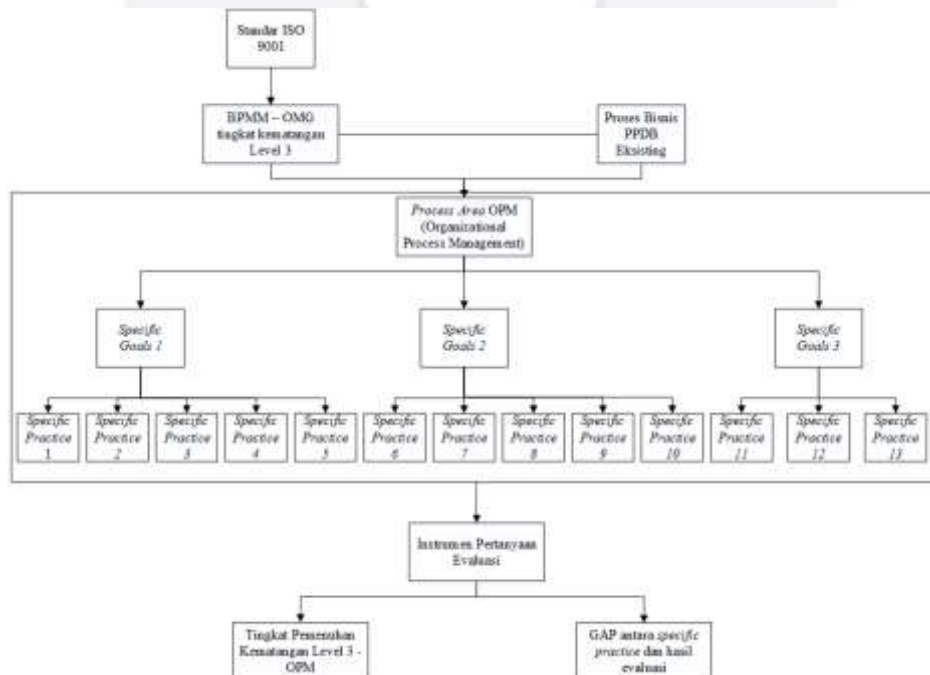 Standar ISO
9001
BPMM – OMG
tingkat kematangan
Level 3
Proses Bisnis
PPDB
Eksisting
Process Area OPM
(Organizational
Process Management)
Specific
Goals 1
Specific
Goals 2
Specific
Goals 3
Specific
Practice
1
Specific
Practice
2
Specific
Practice
3
Specific
Practice
4
Specific
Practice
5
Specific
Practice
6
Specific
Practice
7
Specific
Practice
8
Specific
Practice
9
Specific
Practice
10
Specific
Practice
11
Specific
Practice
12
Specific
Practice
13
Instrumen Pertanyaan
Evaluasi
Tingkat Pemenuhan
Kematangan Level 3 -
OPM
GAP antara specific
practice dan hasil
evaluasi